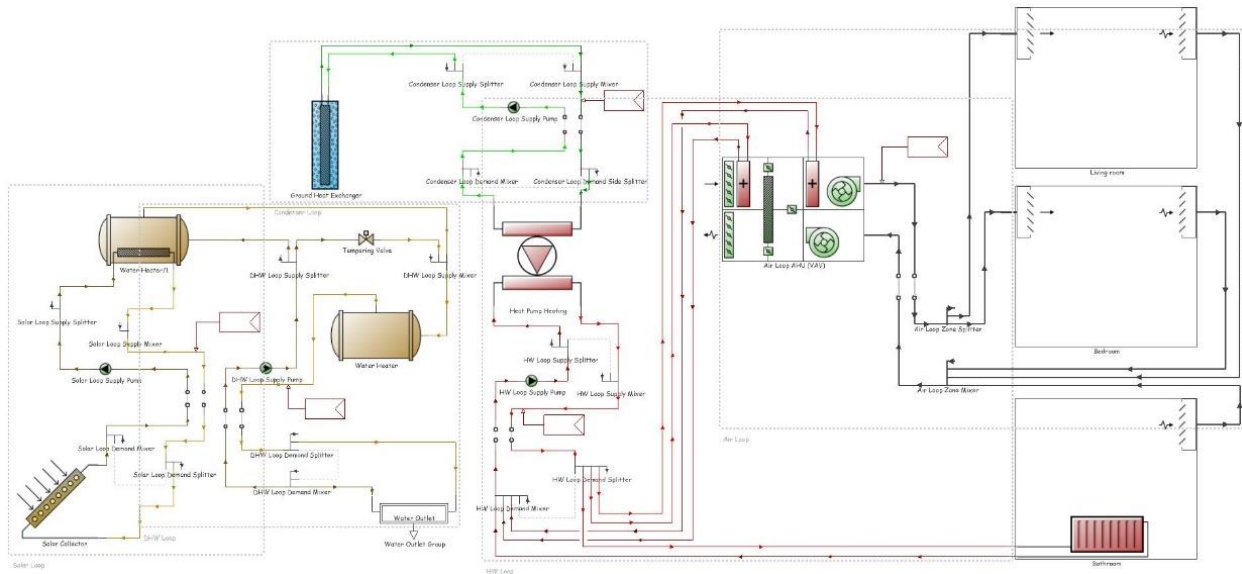 Living room
Condenser Loop Supply Splitter
Condenser Loop Supply Mixer
Condenser Loop Supply Pump
Condenser Loop Demand Mixer
Condenser Loop Demand Side Splitter
Ground Heat Exchanger
Condenser Loop
Tempering Valve
Water Heater
DHW Loop Supply Splitter
DHW Loop Supply Mixer
Air Loop AHU (VAV)
Heat Pump Heating
Solar Loop Supply Splitter
Solar Loop Supply Mixer
Air Loop Zone Splitter
Bedroom
HW Loop Supply Splitter
Water Heater
Solar Loop Supply Pump
DHW Loop Supply Pump
HW Loop Supply Pump
HW Loop Supply Mixer
Air Loop Zone Mixer
Air Loop
Solar Loop Demand Mixer
DHW Loop Demand Splitter
Solar Loop Demand Splitter
HW Loop Demand Splitter
DHW Loop Demand Mixer
HW Loop Demand Mixer
Water Outlet
Solar Collector
DHW Loop
Water Outlet Group
Solar Loop
HW Loop
Bathroom